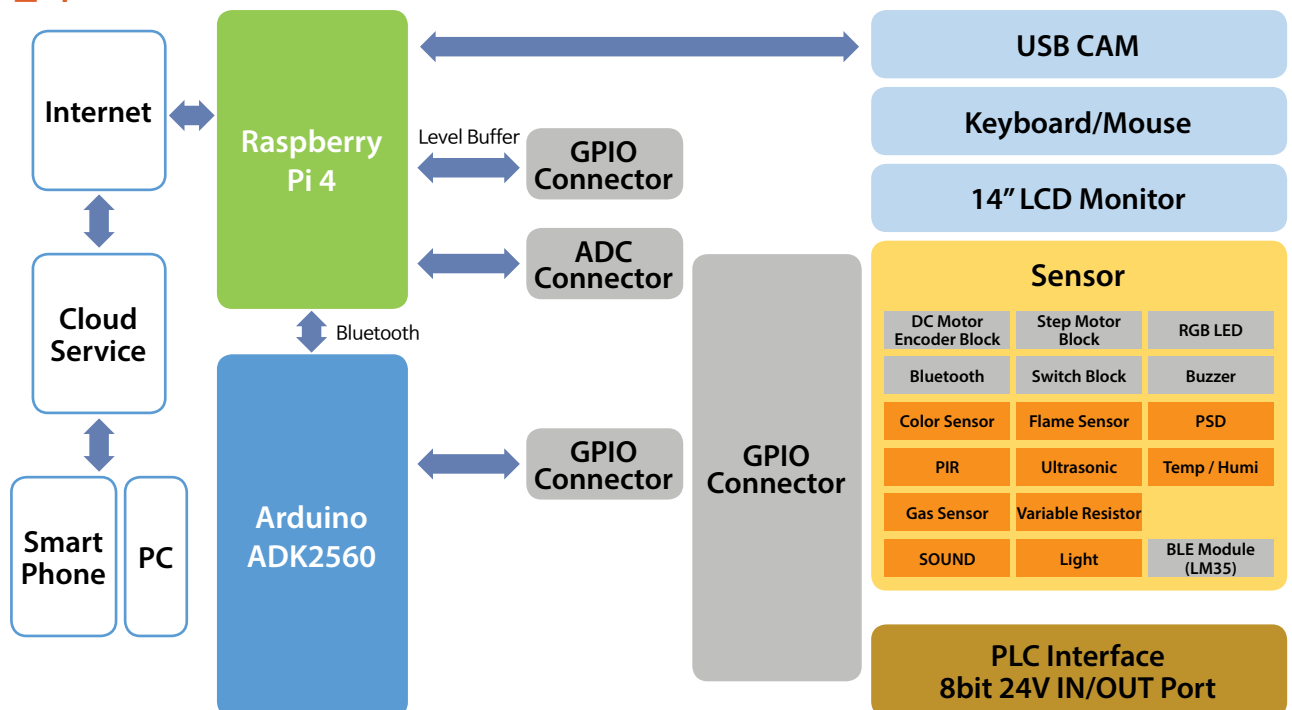 Internet
Cloud
Service
Smart
Phone
PC
Raspberry
Pi 4
Bluetooth
Arduino
ADK2560
Level Buffer
GPIO
Connector
ADC
Connector
GPIO
Connector
GPIO
Connector
USB CAM
Keyboard/Mouse
14” LCD Monitor
Sensor
DC Motor
Encoder Block
Step Motor
Block
RGB LED
Bluetooth
Switch Block
Buzzer
Color Sensor
Flame Sensor
PSD
PIR
Ultrasonic
Temp / Humi
Gas Sensor
Variable Resistor
SOUND
Light
BLE Module
(LM35)
PLC Interface
8bit 24V IN/OUT Port